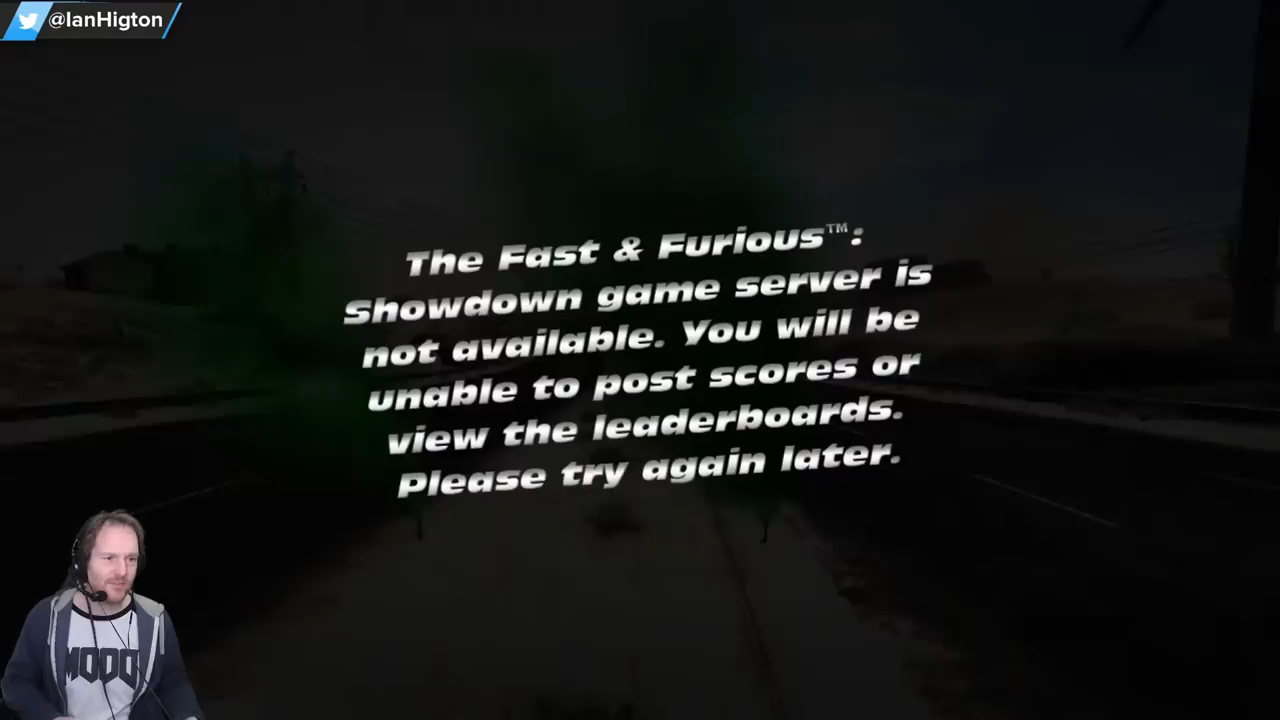 @IanHigton
The Fast & Furious™:
Showdown game server is
not available. You will be
unable to post scores or
view the leaderboards.
Please try again later.
MOOO